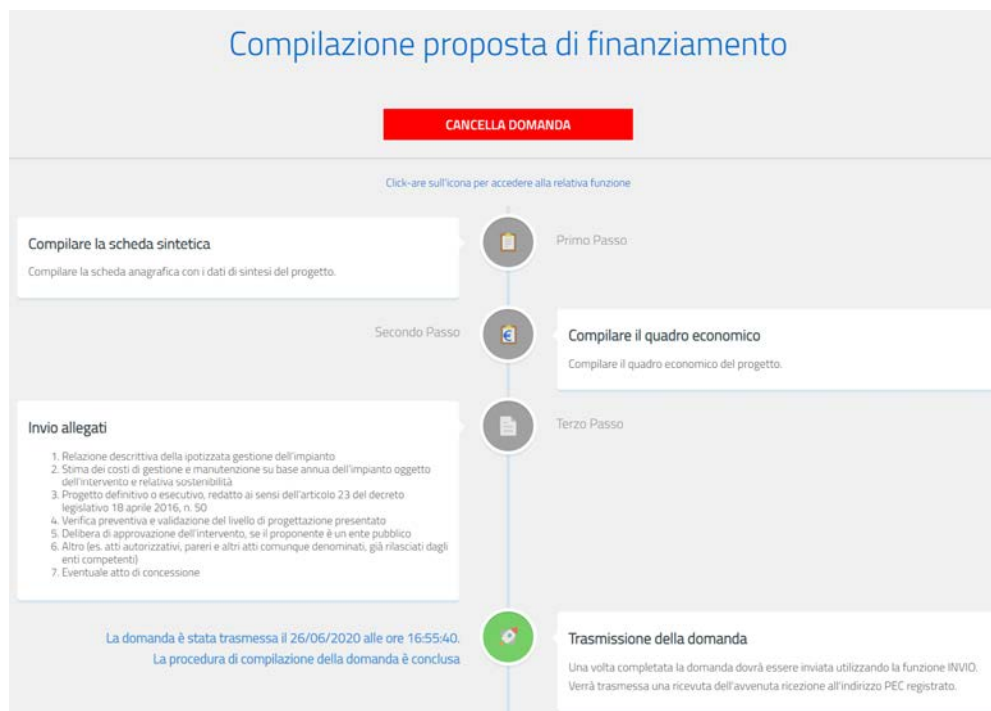 Compilazione proposta di finanziamento
CANCELLA DOMANDA
Click-are sull'icona per accedere alla relativa funzione
Compilare la scheda sintetica
Compilare la scheda anagrafica con i dati di sintesi del progetto.
Primo Passo
Secondo Passo
Compilare il quadro economico
Compilare il quadro economico del progetto.
Invio allegati
1. Relazione descrittiva della ipotizzata gestione dell'impianto
2. Stima dei costi di gestione e manutenzione su base annua dell'impianto oggetto
dell'intervento e relativa sostenibilità
3. Progetto definitivo o esecutivo, redatto ai sensi dell'articolo 23 del decreto
legislativo 18 aprile 2016, n. 50
4. Verifica preventiva e validazione del livello di progettazione presentato
5. Delibera di approvazione dell'intervento, se il proponente è un ente pubblico
6. Altro (es. atti autorizzativi, pareri e altri atti comunque denominati, già rilasciati dagli
enti competenti)
7. Eventuale atto di concessione
Terzo Passo
La domanda è stata trasmessa il 26/06/2020 alle ore 16:55:40.
La procedura di compilazione della domanda è conclusa
Trasmissione della domanda
Una volta completata la domanda dovrà essere inviata utilizzando la funzione INVIO.
Verrà trasmessa una ricevuta dell'avvenuta ricezione all'indirizzo PEC registrato.